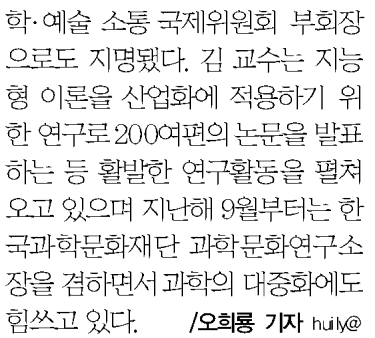 학·예술 소통 국제위원회 부회장
으로도 지명됐다. 김 교수는 지능
형 이론을 산업화에 적용하기 위
한 연구로 200여편의 논문을 발표
하는 등 활발한 연구활동을 펼쳐
오고 있으며 지난해 9월부터는 한
국과학문화재단 과학문화연구소
장을 겸하면서 과학의 대중화에도
힘쓰고 있다. /오희룡 기자 huily@